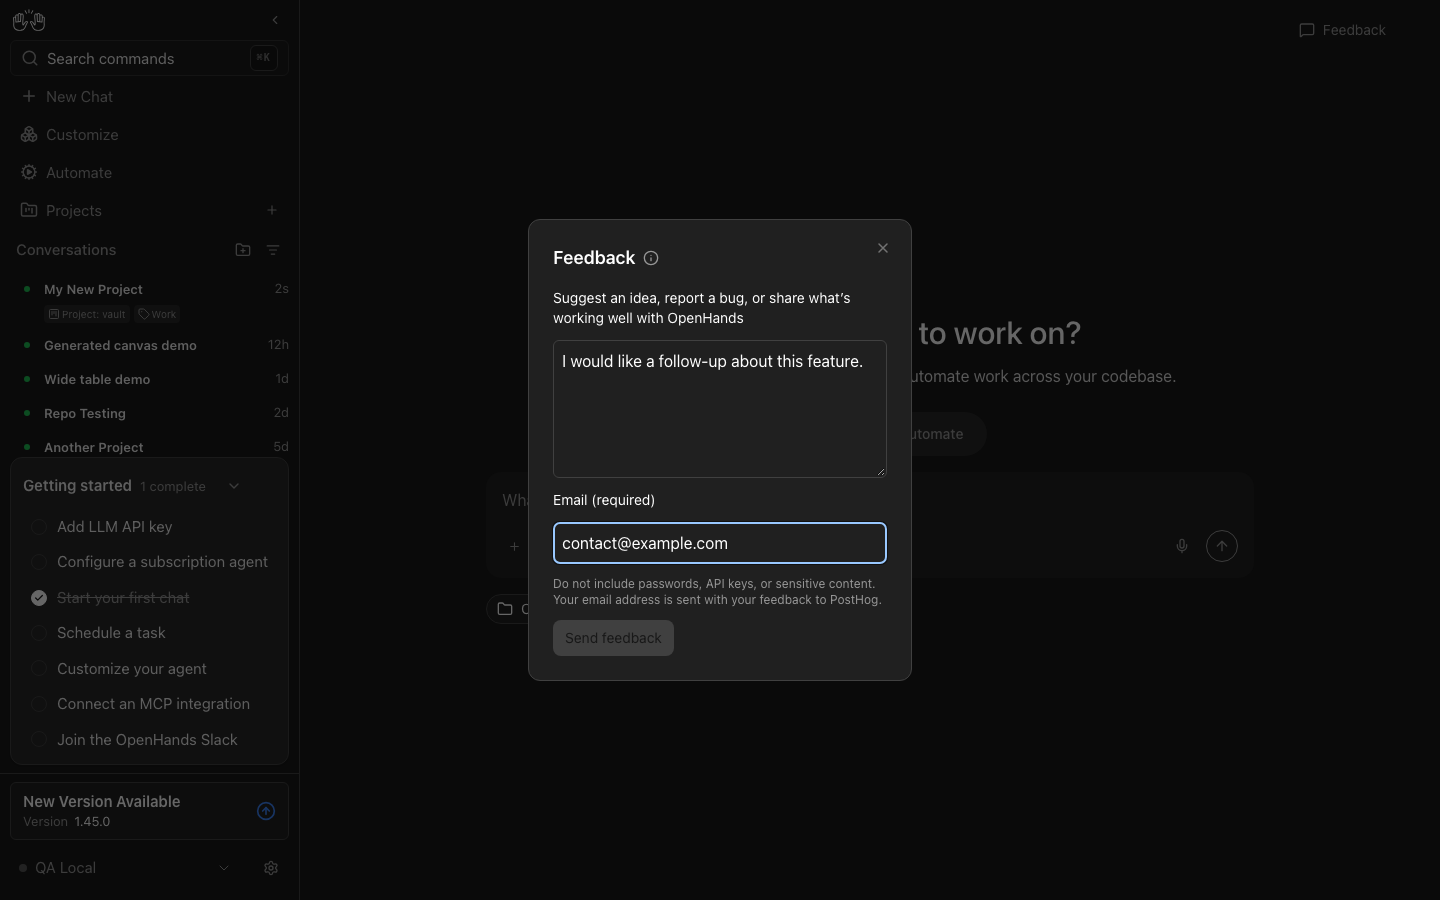 Search commands
⌘K
New Chat
Customize
Automate
Projects
Conversations
My New Project 2s
Project: vault Work
Generated canvas demo 12h
Wide table demo 1d
Repo Testing 2d
Another Project 5d
Getting started 1 complete
Add LLM API key
Configure a subscription agent
Start your first chat
Schedule a task
Customize your agent
Connect an MCP integration
Join the OpenHands Slack
New Version Available
Version 1.45.0
QA Local
Feedback
to work on?
utomate work across your codebase.
utomate
Feedback
Suggest an idea, report a bug, or share what's
working well with OpenHands
I would like a follow-up about this feature.
Email (required)
contact@example.com
Do not include passwords, API keys, or sensitive content.
Your email address is sent with your feedback to PostHog.
Send feedback